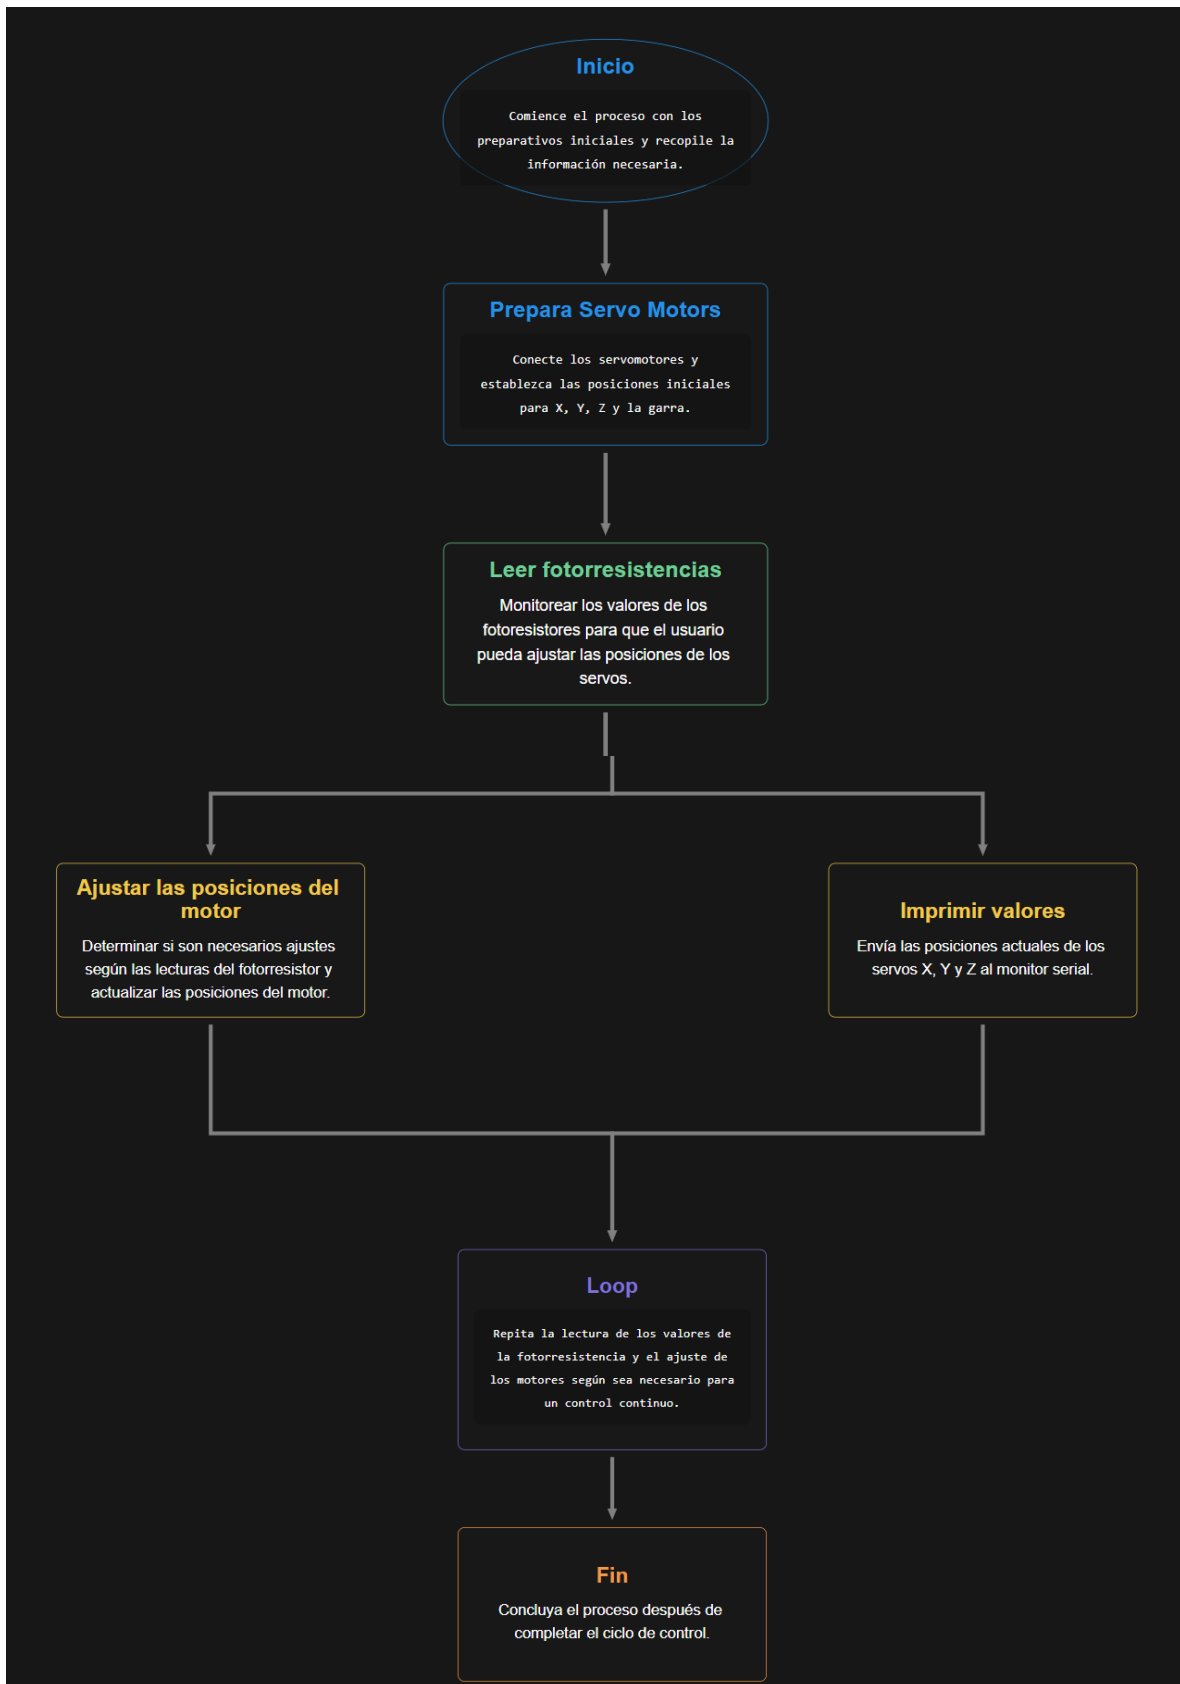 Inicio
Comience el proceso con los
preparativos iniciales y recopile la
información necesaria.
Prepara Servo Motors
Conecte los servomotores y
establezca las posiciones iniciales
para X, Y, Z y la garra.
Leer fotorresistencias
Monitorear los valores de los
fotoresistores para que el usuario
pueda ajustar las posiciones de los
servos.
Ajustar las posiciones del
motor
Determinar si son necesarios ajustes
según las lecturas del fotorresistor y
actualizar las posiciones del motor.
Imprimir valores
Envía las posiciones actuales de los
servos X, Y y Z al monitor serial.
Loop
Repita la lectura de los valores de
la fotorresistencia y el ajuste de
los motores según sea necesario para
un control continuo.
Fin
Concluya el proceso después de
completar el ciclo de control.